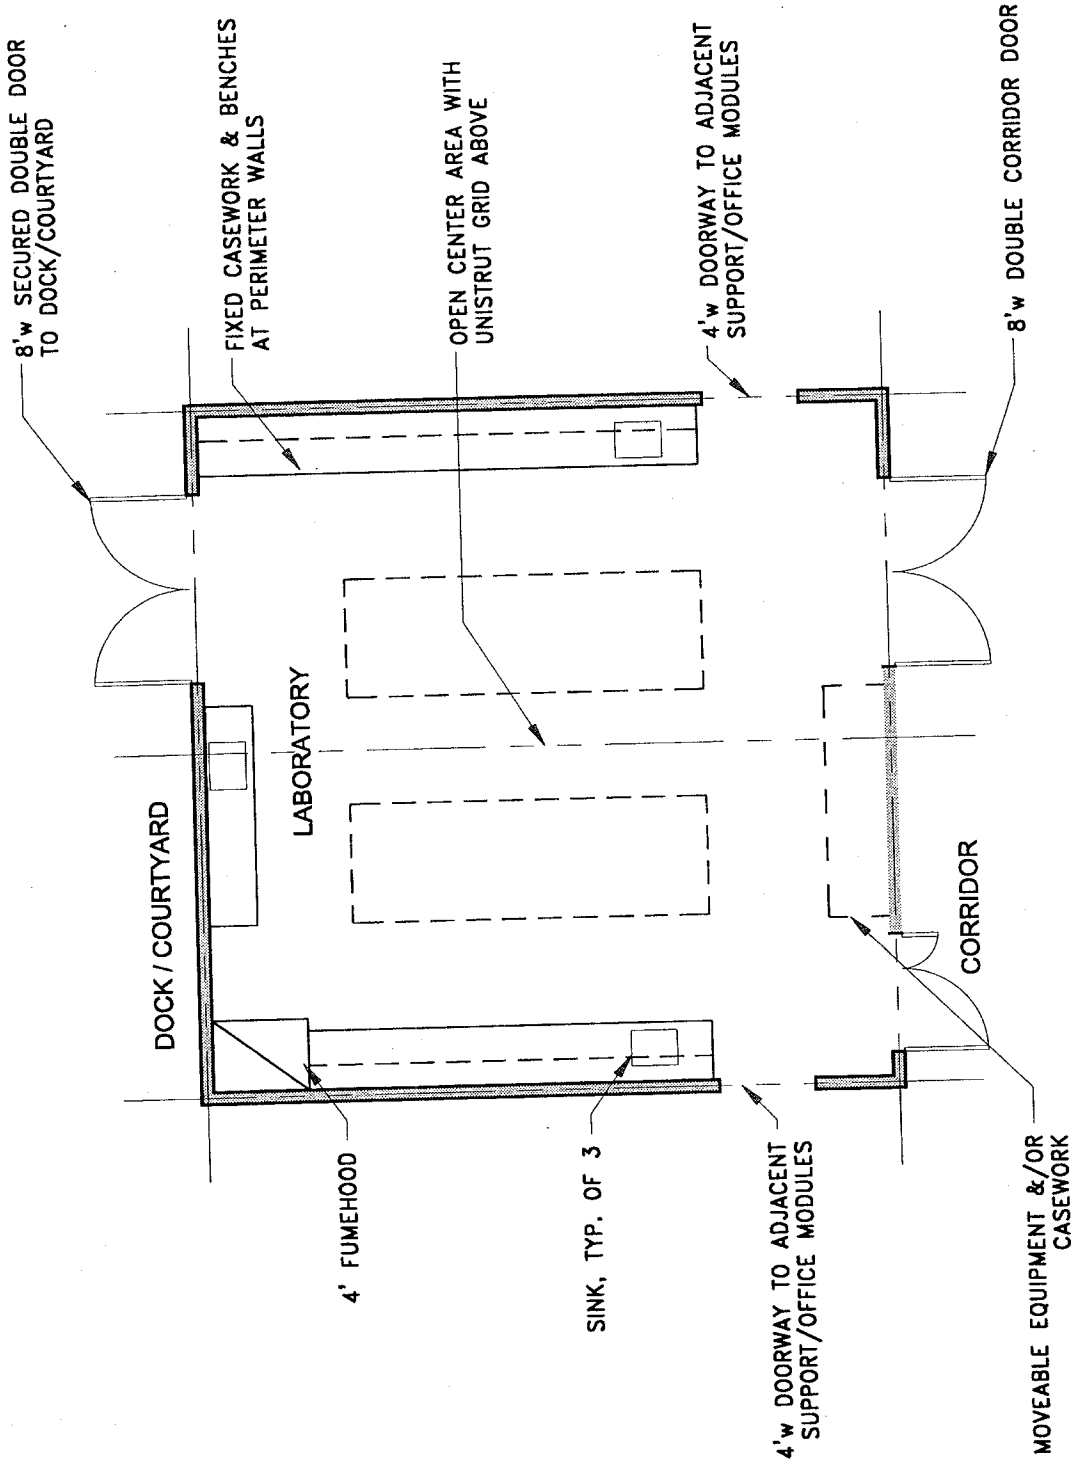 8'w SECURED DOUBLE DOOR
TO DOCK/COURTYARD
FIXED CASEWORK & BENCHES
AT PERIMETER WALLS
OPEN CENTER AREA WITH
UNISTRUT GRID ABOVE
4'w DOORWAY TO ADJACENT
SUPPORT/OFFICE MODULES
8'w DOUBLE CORRIDOR DOOR
DOCK / COURTYARD
LABORATORY
CORRIDOR
4' FUMEHOOD
SINK, TYP. OF 3
4'w DOORWAY TO ADJACENT
SUPPORT/OFFICE MODULES
MOVEABLE EQUIPMENT &/OR
CASEWORK